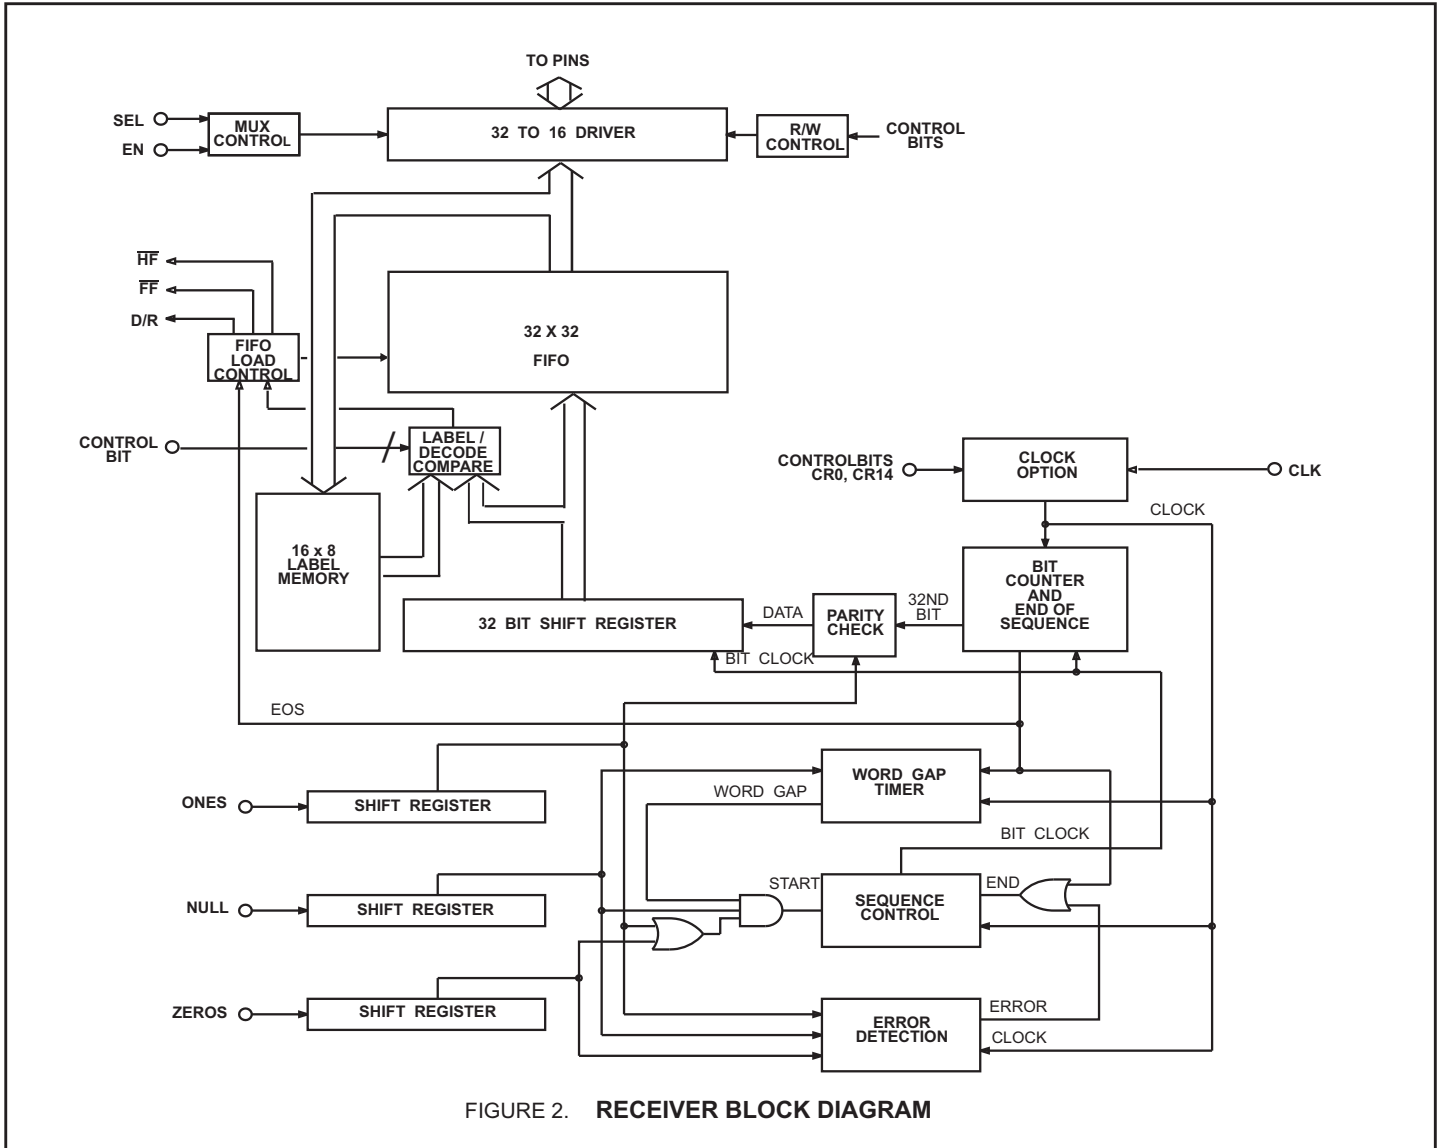 TO PINS
SEL
EN
MUX
CONTROL
32 TO 16 DRIVER
R/W
CONTROL
CONTROL
BITS
HF
FF
D/R
FIFO
LOAD
CONTROL
32 X 32
FIFO
CONTROL
BIT
/
LABEL /
DECODE
COMPARE
CONTROLBITS
CR0, CR14
CLOCK
OPTION
CLK
CLOCK
16 x 8
LABEL
MEMORY
BIT
COUNTER
AND
END OF
SEQUENCE
32 BIT SHIFT REGISTER
DATA
PARITY
CHECK
32ND
BIT
BIT CLOCK
EOS
WORD GAP
TIMER
WORD GAP
ONES
SHIFT REGISTER
BIT CLOCK
START
SEQUENCE
CONTROL
END
NULL
SHIFT REGISTER
ZEROS
SHIFT REGISTER
ERROR
DETECTION
ERROR
CLOCK
FIGURE 2. RECEIVER BLOCK DIAGRAM